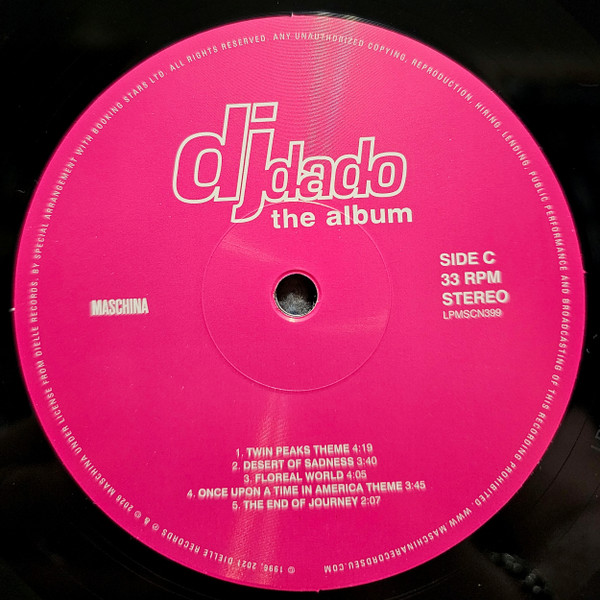 dj dado
the album
SIDE C
33 RPM
STEREO
LPMSCN399
MASCHINA
1. TWIN PEAKS THEME 4:19
2. DESERT OF SADNESS 3:40
3. FLOREAL WORLD 4:05
4. ONCE UPON A TIME IN AMERICA THEME 3:45
5. THE END OF JOURNEY 2:07
© 1996, 2021 DIELLE RECORDS ℗ & © 2026 MASCHINA UNDER LICENSE FROM DIELLE RECORDS, BY SPECIAL ARRANGEMENT WITH BOOKING STARS LTD. ALL RIGHTS RESERVED. ANY UNAUTHORIZED COPYING, REPRODUCTION, HIRING, LENDING, PUBLIC PERFORMANCE AND BROADCASTING OF THIS RECORDING PROHIBITED. WWW.MASCHINARECORDSEU.COM